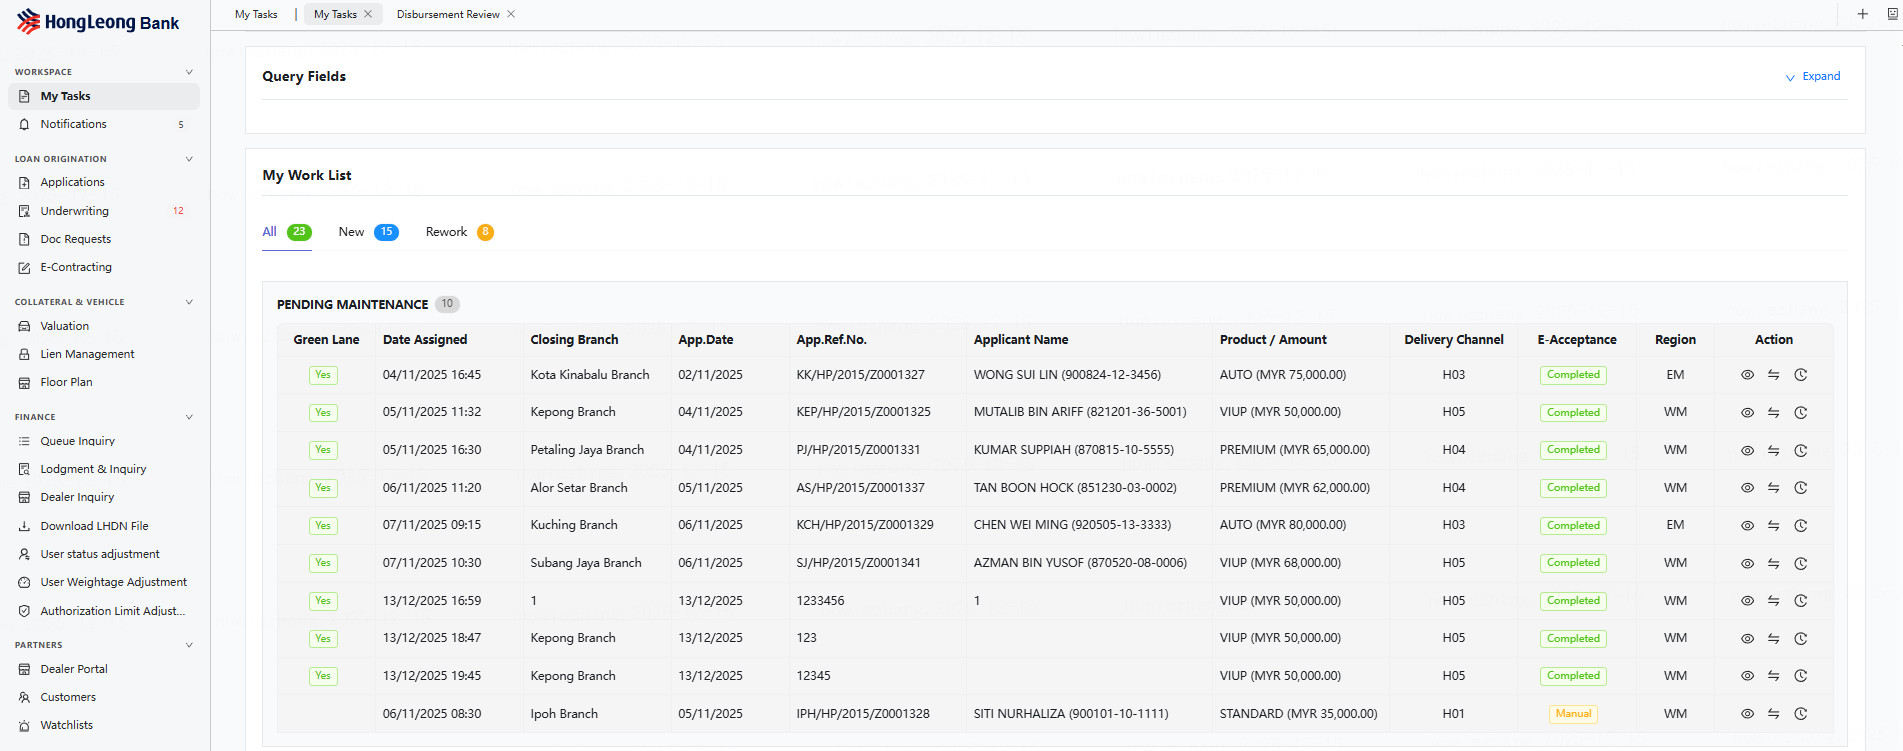 HongLeong Bank
My Tasks
My Tasks
Disbursement Review
WORKSPACE
My Tasks
Notifications 5
LOAN ORIGINATION
Applications
Underwriting 12
Doc Requests
E-Contracting
COLLATERAL & VEHICLE
Valuation
Lien Management
Floor Plan
FINANCE
Queue Inquiry
Lodgment & Inquiry
Dealer Inquiry
Download LHDN File
User status adjustment
User Weightage Adjustment
Authorization Limit Adjust...
PARTNERS
Dealer Portal
Customers
Watchlists
Query Fields
Expand
My Work List
All 23 New 15 Rework 8
PENDING MAINTENANCE 10
Green Lane Date Assigned Closing Branch App.Date App.Ref.No. Applicant Name Product / Amount Delivery Channel E-Acceptance Region Action
Yes 04/11/2025 16:45 Kota Kinabalu Branch 02/11/2025 KK/HP/2015/Z0001327 WONG SUI LIN (900824-12-3456) AUTO (MYR 75,000.00) H03 Completed EM
Yes 05/11/2025 11:32 Kepong Branch 04/11/2025 KEP/HP/2015/Z0001325 MUTALIB BIN ARIFF (821201-36-5001) VIUP (MYR 50,000.00) H05 Completed WM
Yes 05/11/2025 16:30 Petaling Jaya Branch 04/11/2025 PJ/HP/2015/Z0001331 KUMAR SUPPIAH (870815-10-5555) PREMIUM (MYR 65,000.00) H04 Completed WM
Yes 06/11/2025 11:20 Alor Setar Branch 05/11/2025 AS/HP/2015/Z0001337 TAN BOON HOCK (851230-03-0002) PREMIUM (MYR 62,000.00) H04 Completed WM
Yes 07/11/2025 09:15 Kuching Branch 06/11/2025 KCH/HP/2015/Z0001329 CHEN WEI MING (920505-13-3333) AUTO (MYR 80,000.00) H03 Completed EM
Yes 07/11/2025 10:30 Subang Jaya Branch 06/11/2025 SJ/HP/2015/Z0001341 AZMAN BIN YUSOF (870520-08-0006) VIUP (MYR 68,000.00) H05 Completed WM
Yes 13/12/2025 16:59 1 13/12/2025 1233456 1 VIUP (MYR 50,000.00) H05 Completed WM
Yes 13/12/2025 18:47 Kepong Branch 13/12/2025 123 VIUP (MYR 50,000.00) H05 Completed WM
Yes 13/12/2025 19:45 Kepong Branch 13/12/2025 12345 VIUP (MYR 50,000.00) H05 Completed WM
06/11/2025 08:30 Ipoh Branch 05/11/2025 IPH/HP/2015/Z0001328 SITI NURHALIZA (900101-10-1111) STANDARD (MYR 35,000.00) H01 Manual WM